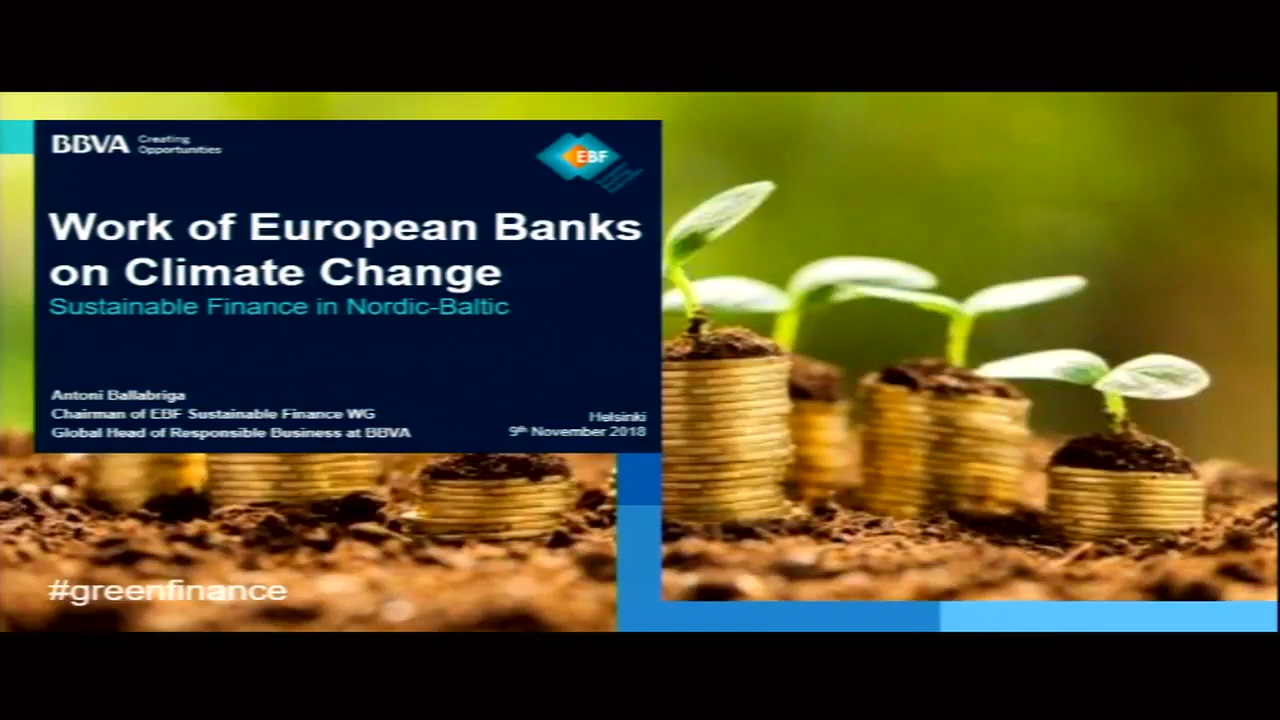 BBVA Creating
Opportunities
EBF
Work of European Banks
on Climate Change
Sustainable Finance in Nordic-Baltic
Antoni Ballabriga
Chairman of EBF Sustainable Finance WG
Global Head of Responsible Business at BBVA
Helsinki
9th November 2018
#greenfinance